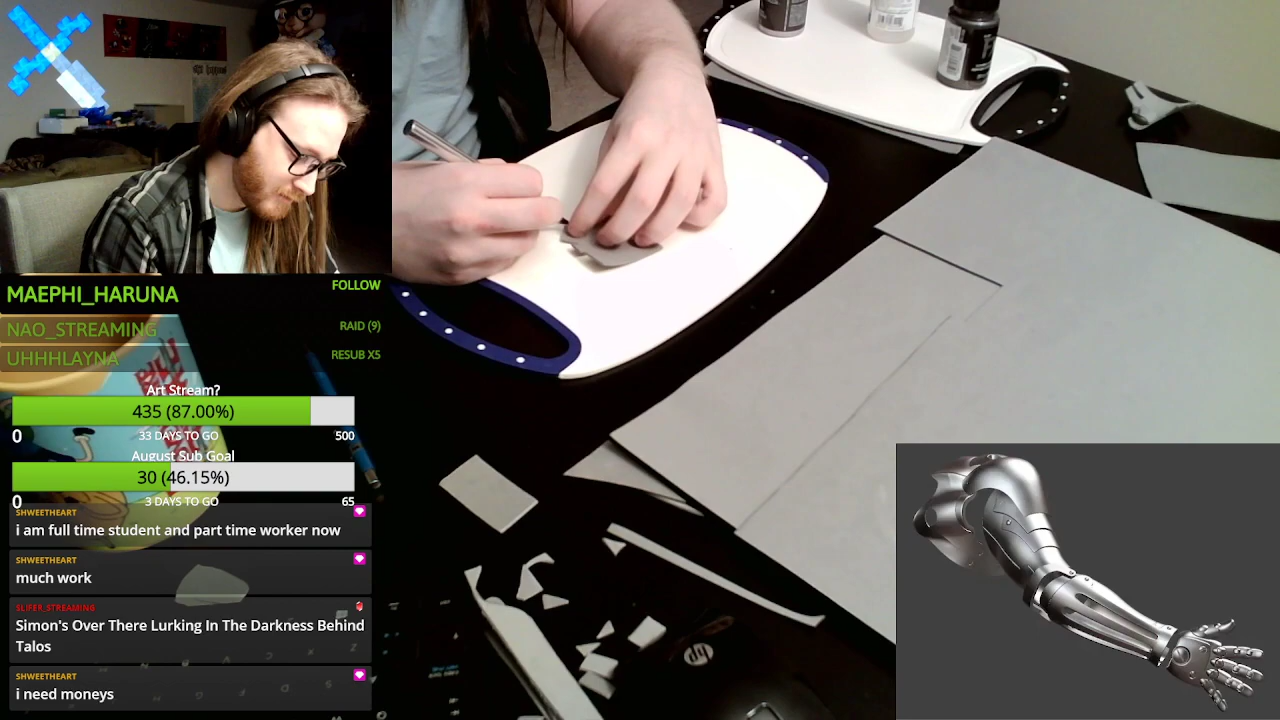 MAEPHI_HARUNA FOLLOW
NAO_STREAMING RAID (9)
UHHHLAYNA RESUB X5
Art Stream?
435 (87.00%)
0 33 DAYS TO GO 500
August Sub Goal
30 (46.15%)
0 3 DAYS TO GO 65
SHWEETHEART
i am full time student and part time worker now
SHWEETHEART
much work
SLIFER_STREAMING
Simon's Over There Lurking In The Darkness Behind
Talos
SHWEETHEART
i need moneys
hp